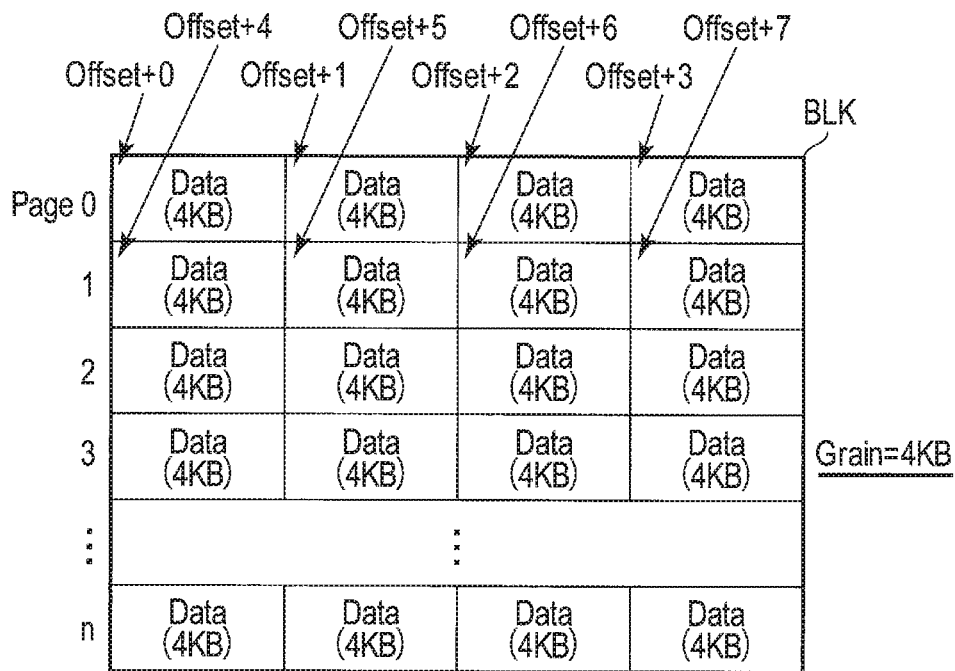 Offset+4 Offset+5 Offset+6 Offset+7
Offset+0 Offset+1 Offset+2 Offset+3
BLK
Page 0 Data Data Data Data
(4KB) (4KB) (4KB) (4KB)
1 Data Data Data Data
(4KB) (4KB) (4KB) (4KB)
2 Data Data Data Data
(4KB) (4KB) (4KB) (4KB)
3 Data Data Data Data
(4KB) (4KB) (4KB) (4KB)
Grain=4KB
⋮ ⋮
n Data Data Data Data
(4KB) (4KB) (4KB) (4KB)